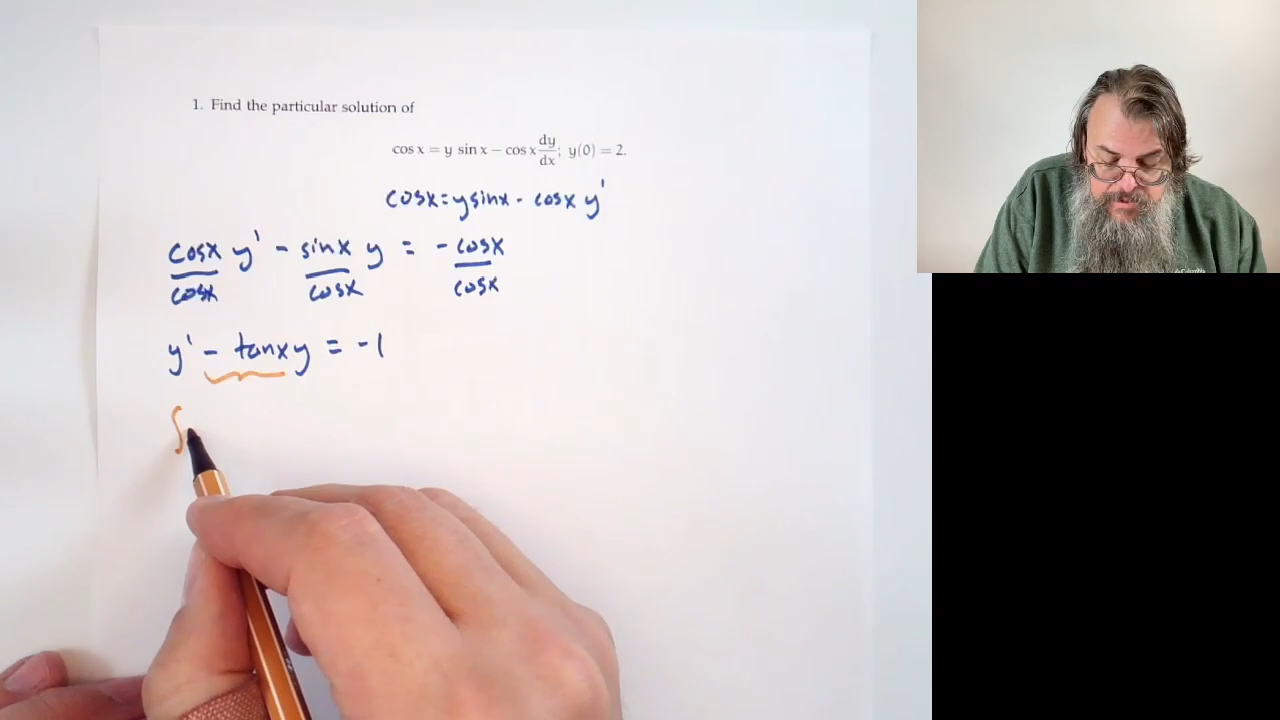 1. Find the particular solution of
cos x = y sin x − cos x dy/dx; y(0) = 2.
cosx = ysinx - cosx y'
cosx/cosx y' - sinx/cosx y = - cosx/cosx
y' - tanx y = -1
∫